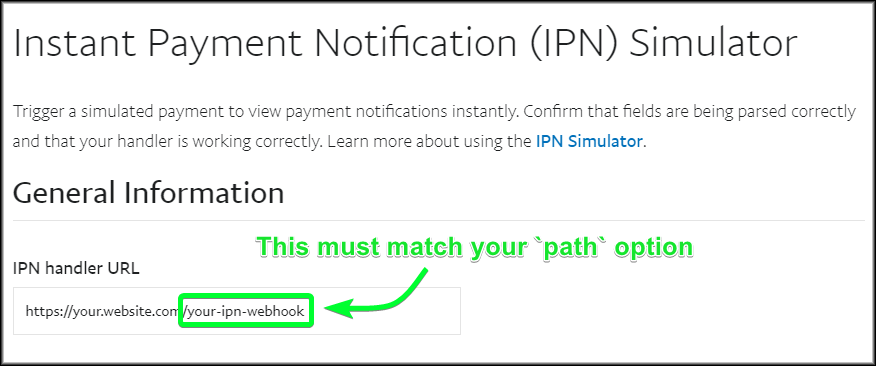 Instant Payment Notification (IPN) Simulator
Trigger a simulated payment to view payment notifications instantly. Confirm that fields are being parsed correctly
and that your handler is working correctly. Learn more about using the IPN Simulator.
General Information
This must match your `path` option
IPN handler URL
https://your.website.com/your-ipn-webhook